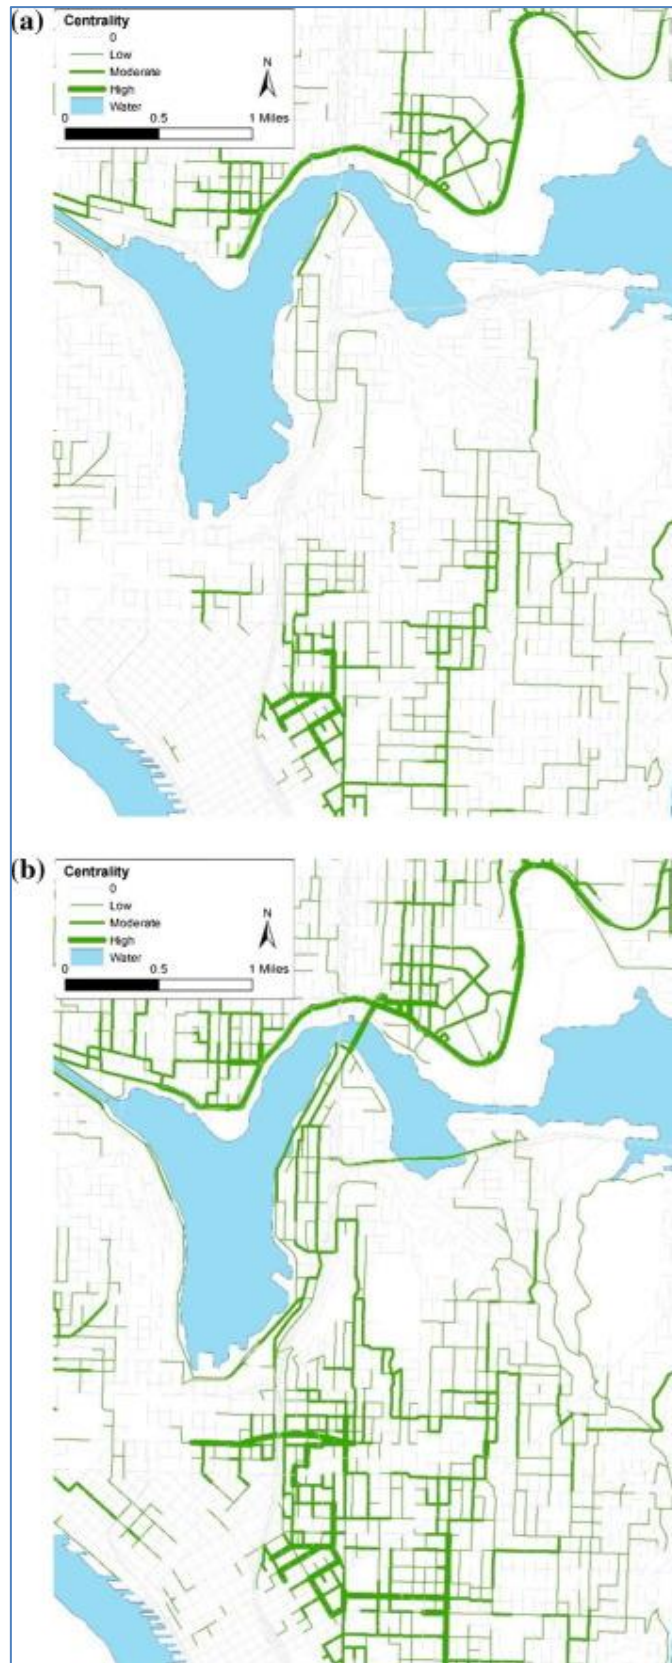 (a)
Centrality
0
Low
Moderate
High
Water
N
0 0.5 1 Miles
(b)
Centrality
0
Low
Moderate
High
Water
N
0 0.5 1 Miles